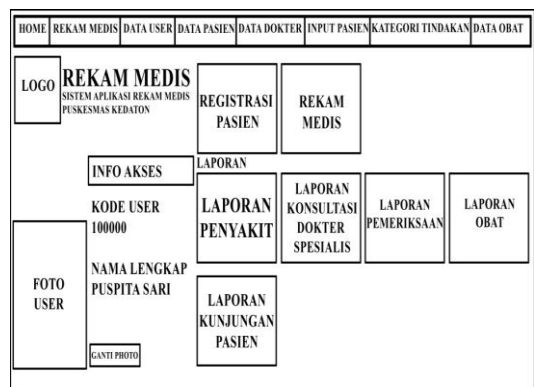 HOME REKAM MEDIS DATA USER DATA PASIEN DATA DOKTER INPUT PASIEN KATEGORI TINDAKAN DATA OBAT
LOGO
REKAM MEDIS
SISTEM APLIKASI REKAM MEDIS
PUSKESMAS KEDATON
REGISTRASI
PASIEN
REKAM
MEDIS
INFO AKSES
KODE USER
100000
NAMA LENGKAP
PUSPITA SARI
FOTO
USER
GANTI PHOTO
LAPORAN
LAPORAN
PENYAKIT
LAPORAN
KONSULTASI
DOKTER
SPESIALIS
LAPORAN
PEMERIKSAAN
LAPORAN
OBAT
LAPORAN
KUNJUNGAN
PASIEN